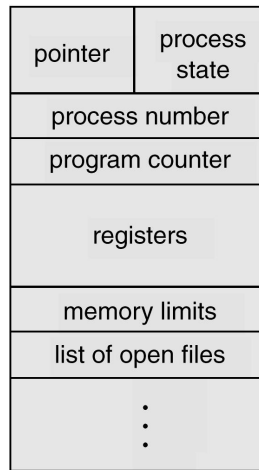 pointer
process
state
process number
program counter
registers
memory limits
list of open files
.
.
.